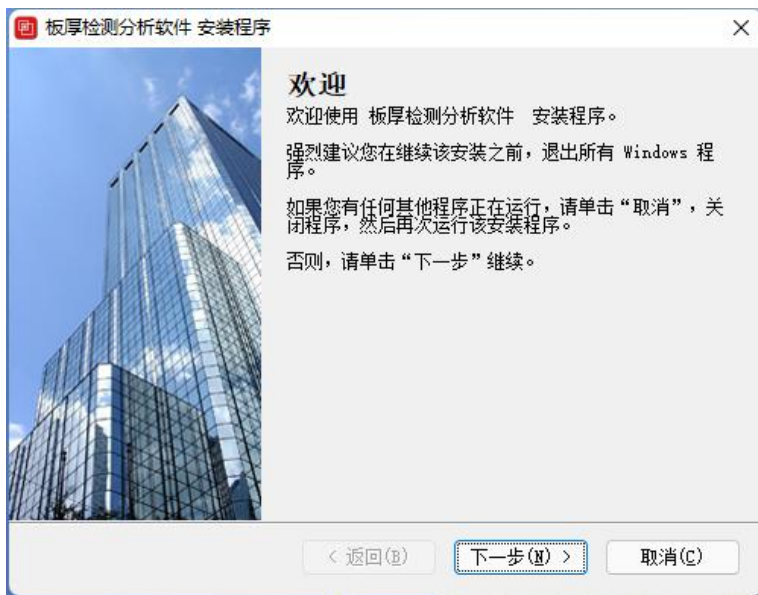 板厚检测分析软件 安装程序
欢迎
欢迎使用 板厚检测分析软件 安装程序。
强烈建议您在继续该安装之前，退出所有 Windows 程
序。
如果您有任何其他程序正在运行，请单击“取消”，关
闭程序，然后再次运行该安装程序。
否则，请单击“下一步”继续。
< 返回(B)
下一步(N) >
取消(C)